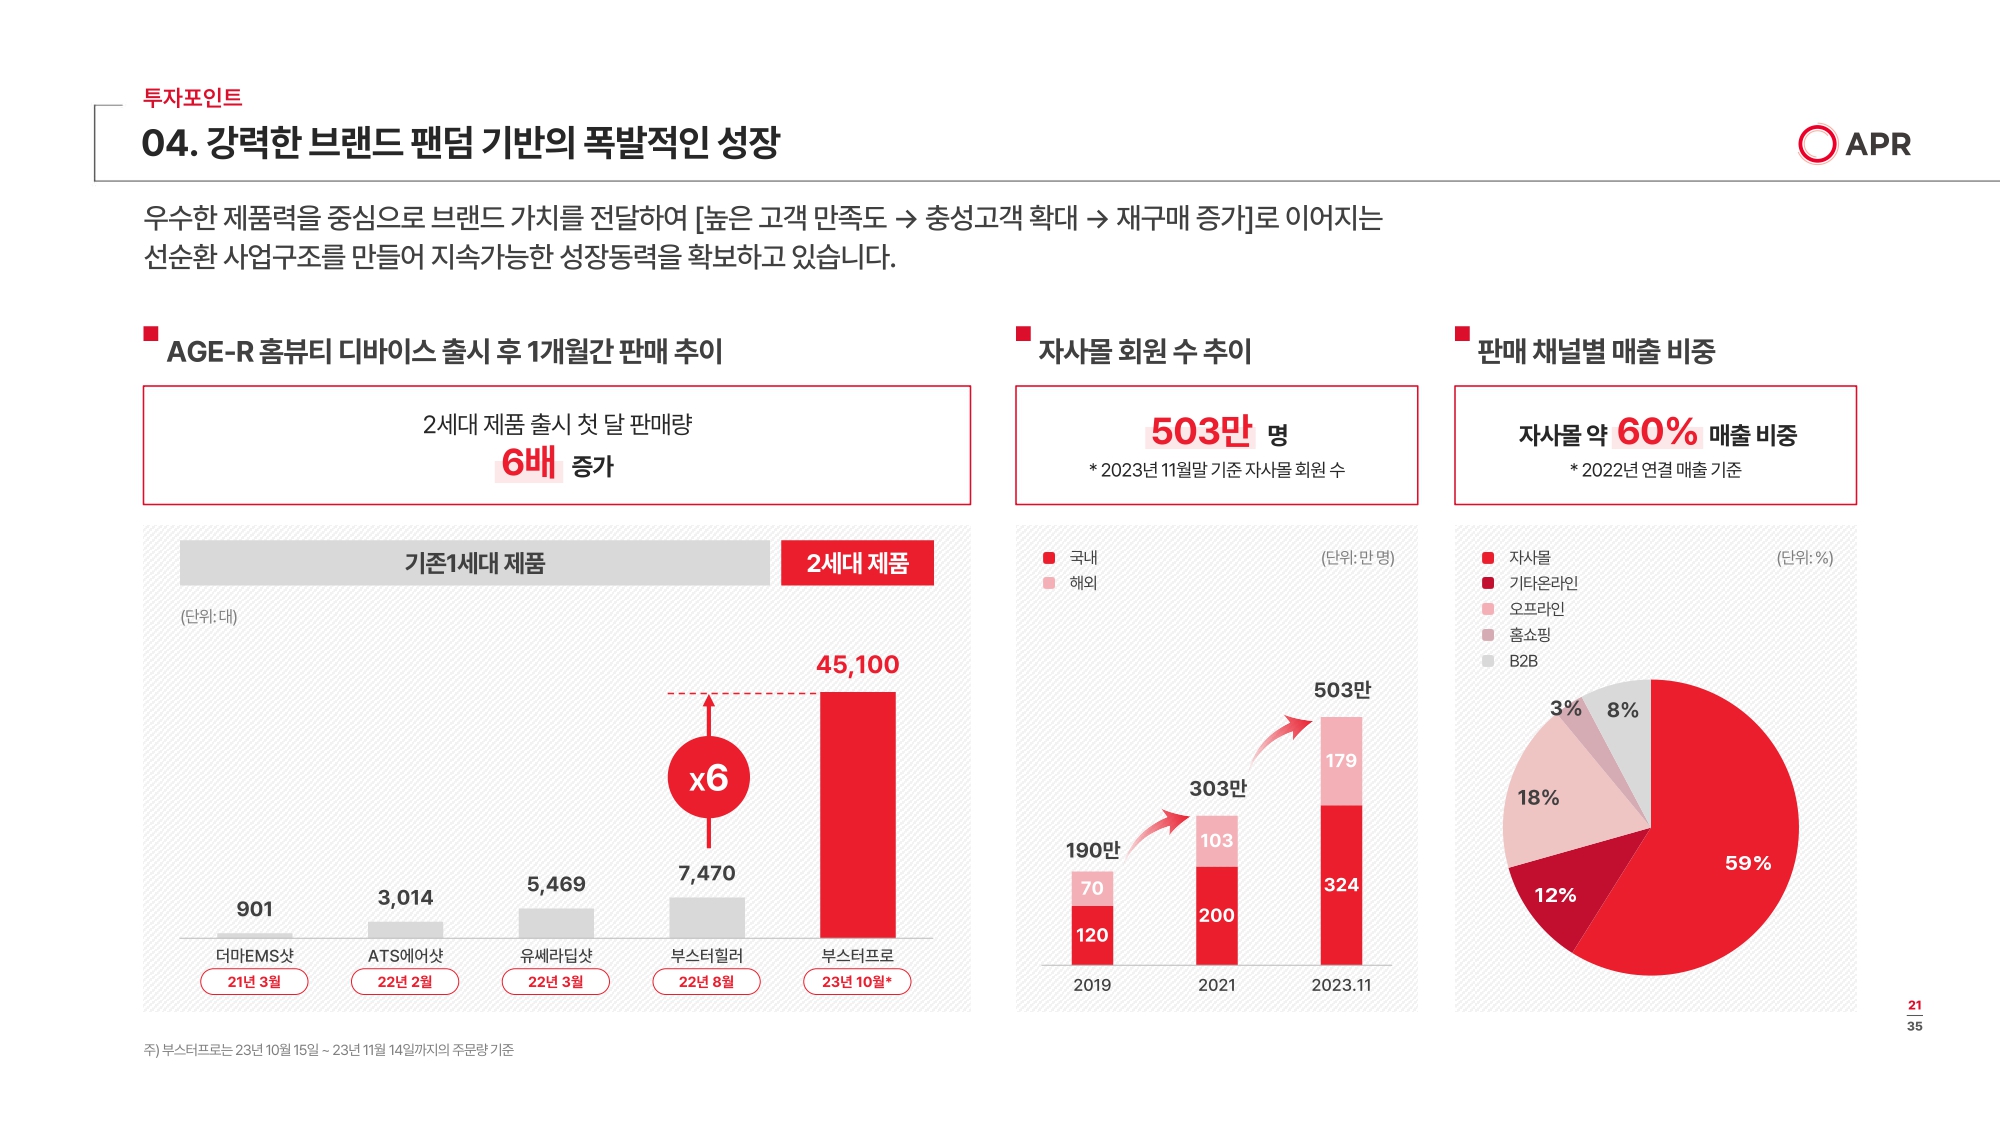 투자포인트
04. 강력한 브랜드 팬덤 기반의 폭발적인 성장
APR
우수한 제품력을 중심으로 브랜드 가치를 전달하여 [높은 고객 만족도 → 충성고객 확대 → 재구매 증가]로 이어지는
선순환 사업구조를 만들어 지속가능한 성장동력을 확보하고 있습니다.
AGE-R 홈뷰티 디바이스 출시 후 1개월간 판매 추이
2세대 제품 출시 첫 달 판매량
6배 증가
기존1세대 제품
2세대 제품
(단위: 대)
901
3,014
5,469
7,470
x6
45,100
더마EMS샷
ATS에어샷
유쎄라딥샷
부스터힐러
부스터프로
21년 3월
22년 2월
22년 3월
22년 8월
23년 10월*
주) 부스터프로는 23년 10월 15일 ~ 23년 11월 14일까지의 주문량 기준
자사몰 회원 수 추이
503만 명
* 2023년 11월말 기준 자사몰 회원 수
국내
해외
(단위: 만 명)
190만
70
120
303만
103
200
503만
179
324
2019
2021
2023.11
판매 채널별 매출 비중
자사몰 약 60% 매출 비중
* 2022년 연결 매출 기준
자사몰
기타온라인
오프라인
홈쇼핑
B2B
(단위: %)
3%
8%
18%
12%
59%
21
35